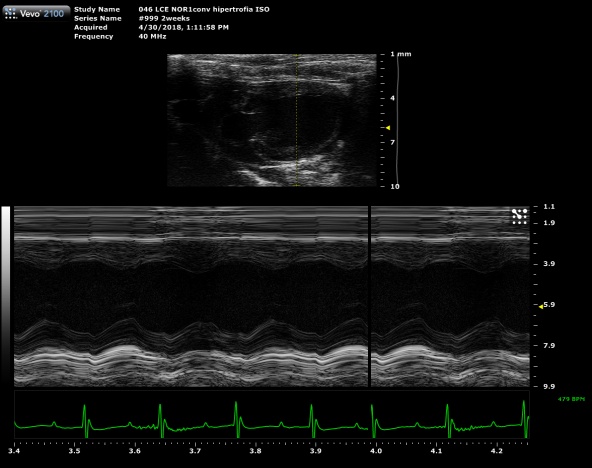 Vevo 2100
Study Name 046 LCE NOR1conv hipertrofia ISO
Series Name #999 2weeks
Acquired 4/30/2018, 1:11:58 PM
Frequency 40 MHz
1 mm
4
7
10
1.1
1.9
3.9
5.9
7.9
9.9
479 BPM
3.4 3.5 3.6 3.7 3.8 3.9 4.0 4.1 4.2